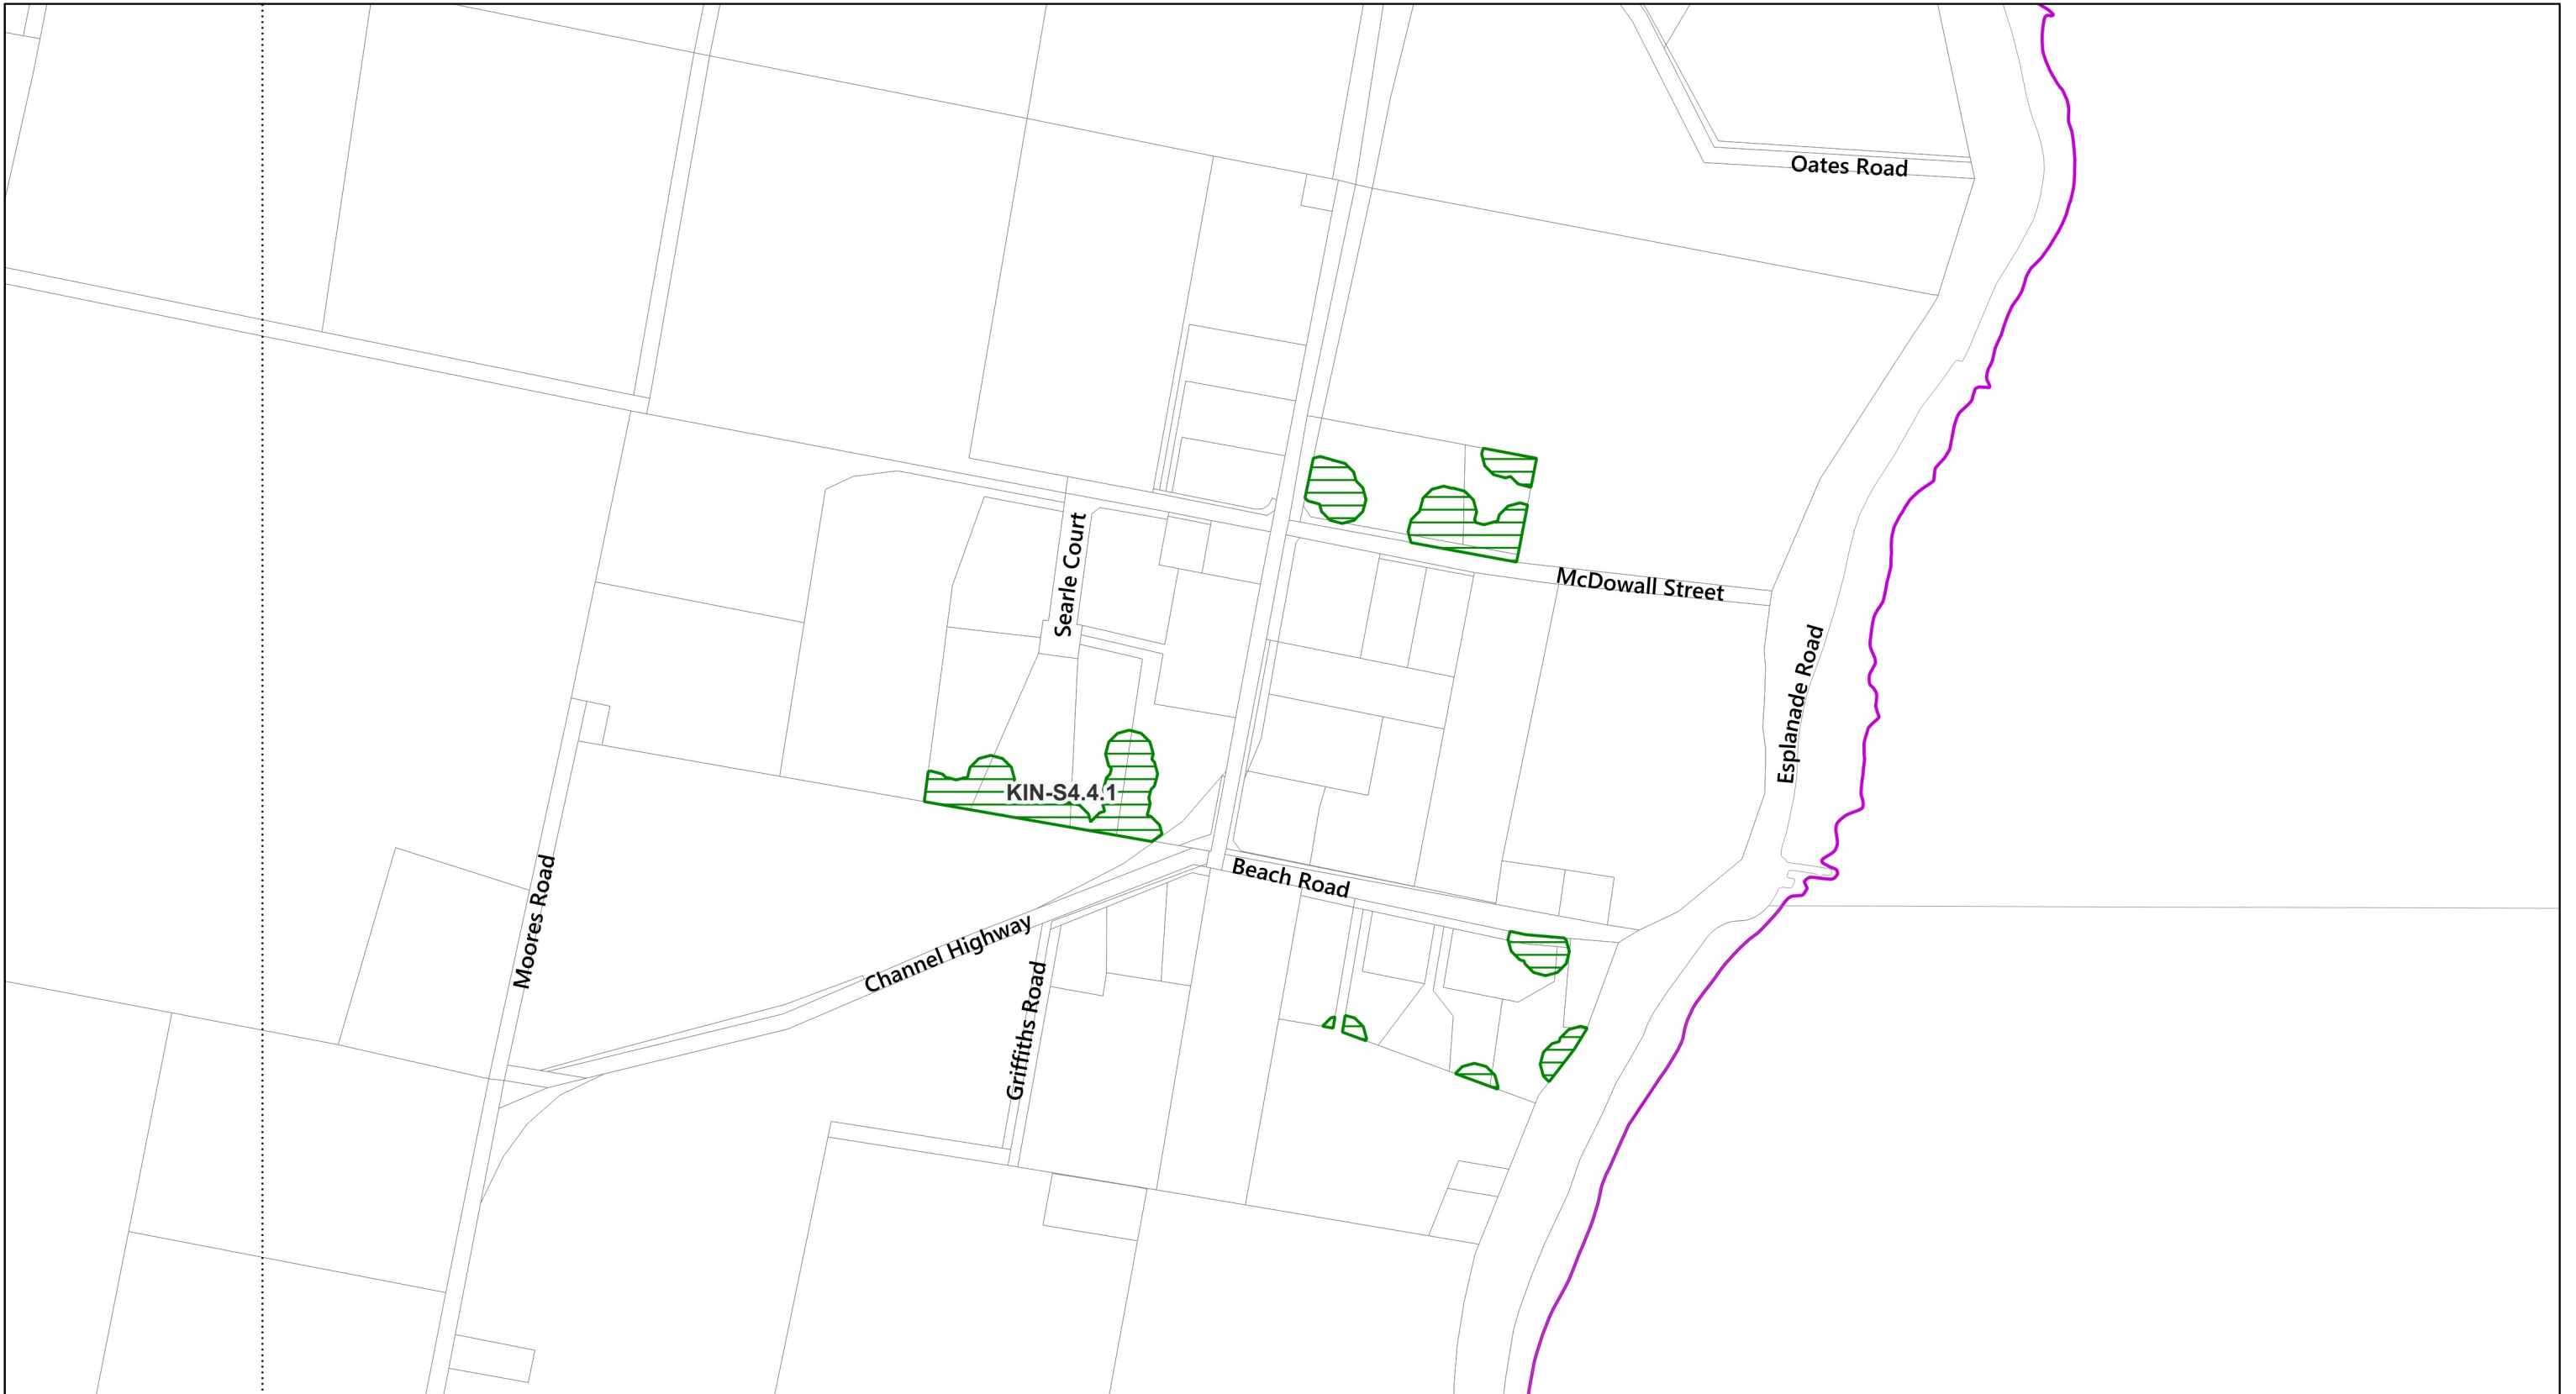 Oates Road
Searle Court
McDowall Street
Esplanade Road
KIN-S4.4.1
Beach Road
Moores Road
Channel Highway
Griffiths Road